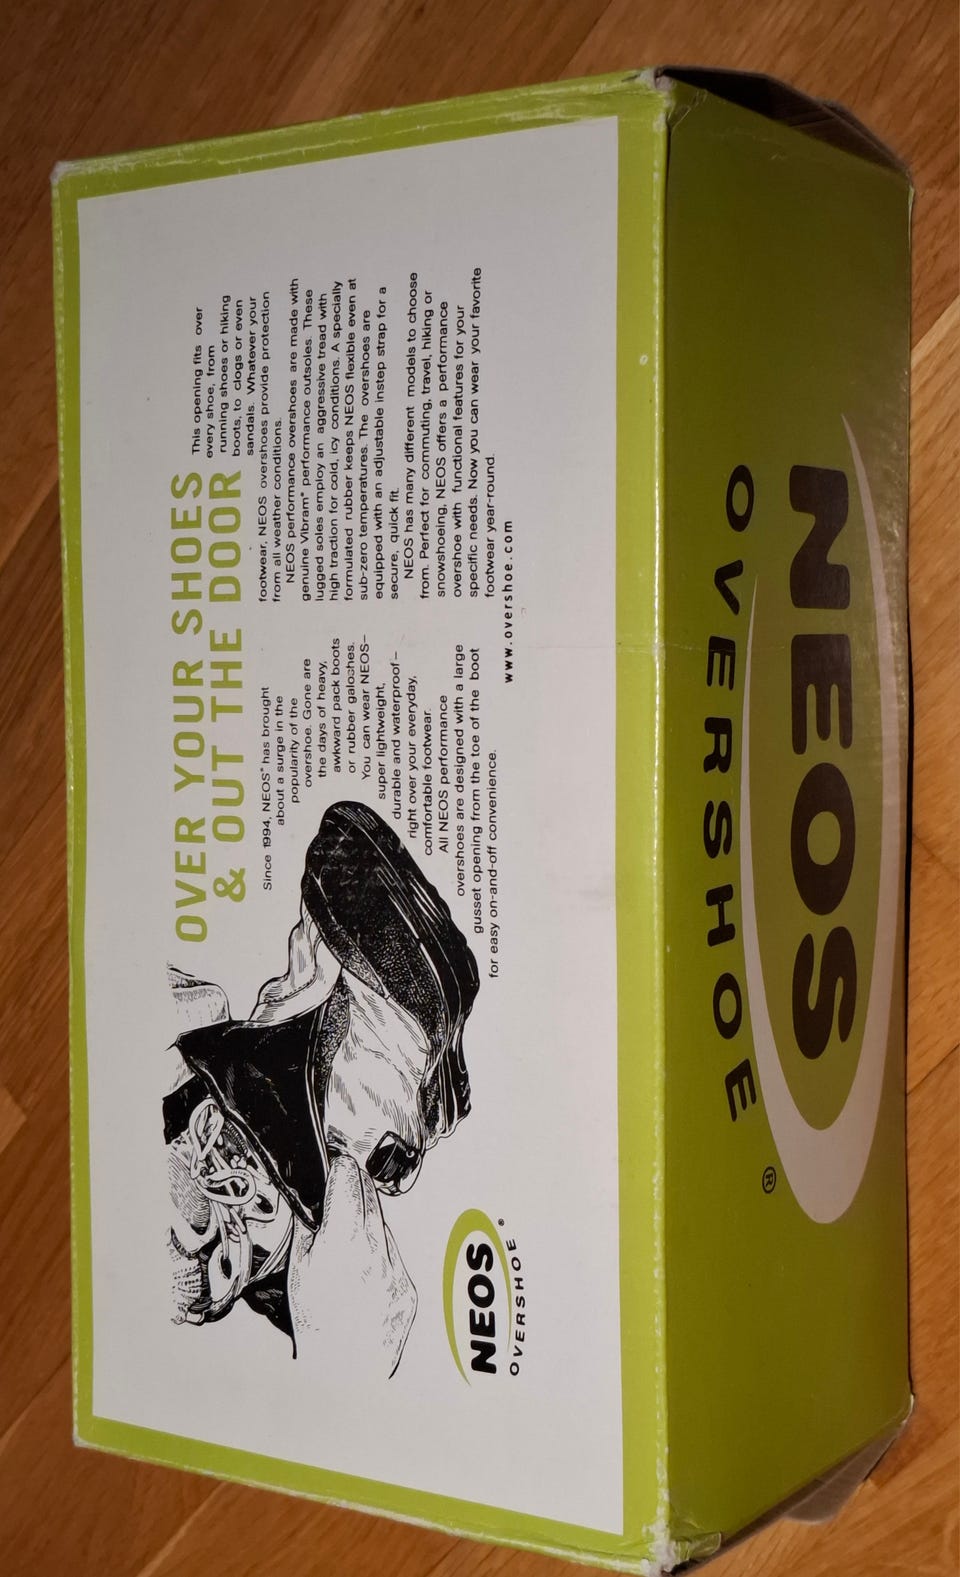 OVER YOUR SHOES
& OUT THE DOOR
Since 1994, NEOS® has brought
about a surge in the
popularity of the
overshoe. Gone are
the days of heavy,
awkward pack boots
or rubber galoshes.
You can wear NEOS–
super lightweight,
durable and waterproof–
right over your everyday,
comfortable footwear.
All NEOS performance
overshoes are designed with a large
gusset opening from the toe of the boot
for easy on-and-off convenience.
This opening fits over
every shoe, from
running shoes or hiking
boots, to clogs or even
sandals. Whatever your
footwear, NEOS overshoes provide protection
from all weather conditions.
NEOS performance overshoes are made with
genuine Vibram® performance outsoles. These
lugged soles employ an aggressive tread with
high traction for cold, icy conditions. A specially
formulated rubber keeps NEOS flexible even at
sub-zero temperatures. The overshoes are
equipped with an adjustable instep strap for a
secure, quick fit.
NEOS has many different models to choose
from. Perfect for commuting, travel, hiking or
snowshoeing, NEOS offers a performance
overshoe with functional features for your
specific needs. Now you can wear your favorite
footwear year-round.
www.overshoe.com
NEOS
OVERSHOE®
NEOS
OVERSHOE®